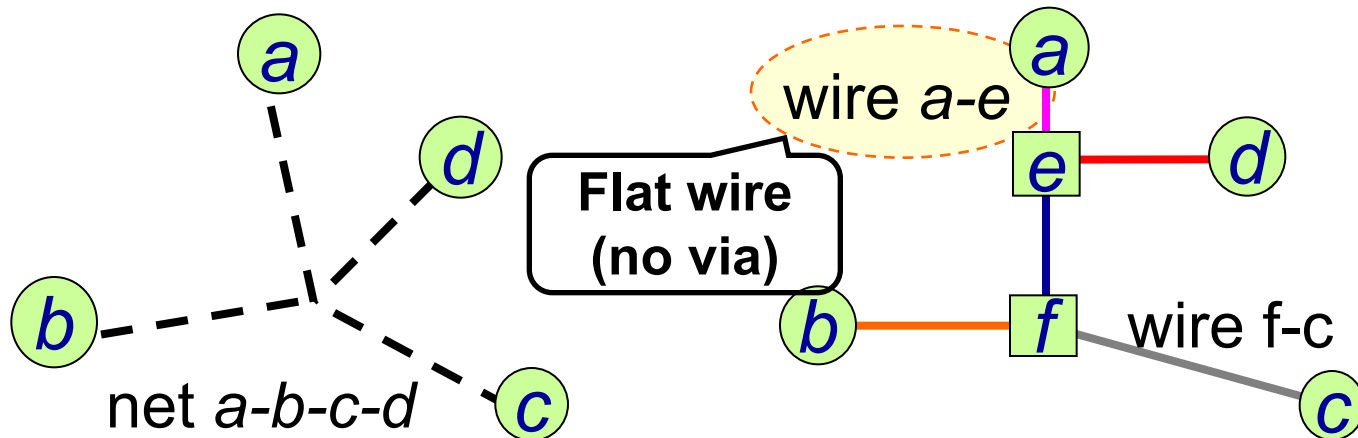 a
d
b
c
net a-b-c-d
a
wire a-e
e
d
Flat wire
(no via)
b
f
wire f-c
c